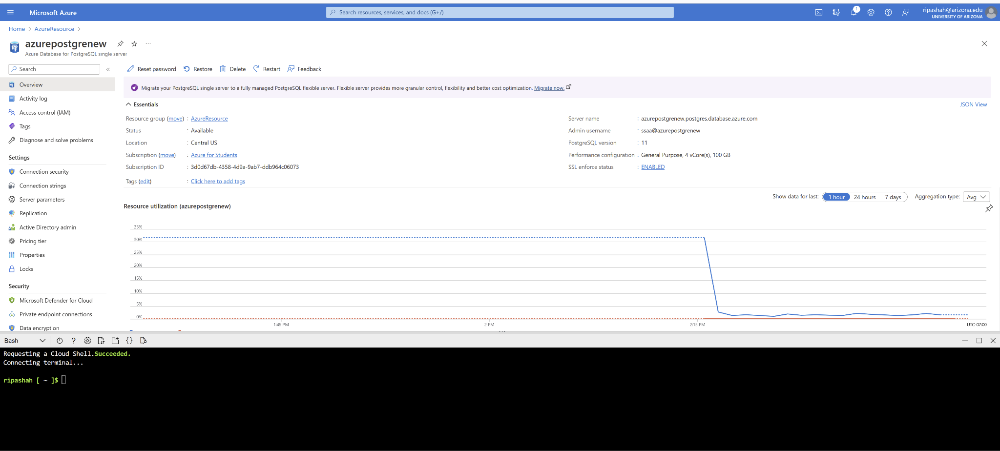 Microsoft Azure
Search resources, services, and docs (G+/)
1
ripashah@arizona.edu
UNIVERSITY OF ARIZONA
Home > AzureResource >
azurepostgrenew
Azure Database for PostgreSQL single server
Search
Reset password Restore Delete Restart Feedback
Overview
Activity log
Access control (IAM)
Tags
Diagnose and solve problems
Settings
Connection security
Connection strings
Server parameters
Replication
Active Directory admin
Pricing tier
Properties
Locks
Security
Microsoft Defender for Cloud
Private endpoint connections
Data encryption
Migrate your PostgreSQL single server to a fully managed PostgreSQL flexible server. Flexible server provides more granular control, flexibility and better cost optimization. Migrate now.
Essentials
JSON View
Resource group (move) : AzureResource
Status : Available
Location : Central US
Subscription (move) : Azure for Students
Subscription ID : 3d0d67db-4358-4d9a-9ab7-ddb964c06073
Tags (edit) : Click here to add tags
Server name : azurepostgrenew.postgres.database.azure.com
Admin username : ssaa@azurepostgrenew
PostgreSQL version : 11
Performance configuration : General Purpose, 4 vCore(s), 100 GB
SSL enforce status : ENABLED
Show data for last: 1 hour 24 hours 7 days Aggregation type: Avg
Resource utilization (azurepostgrenew)
35%
30%
25%
20%
15%
10%
5%
0%
1:45 PM 2 PM 2:15 PM UTC-07:00
Bash
Requesting a Cloud Shell.Succeeded.
Connecting terminal...
ripashah [ ~ ]$